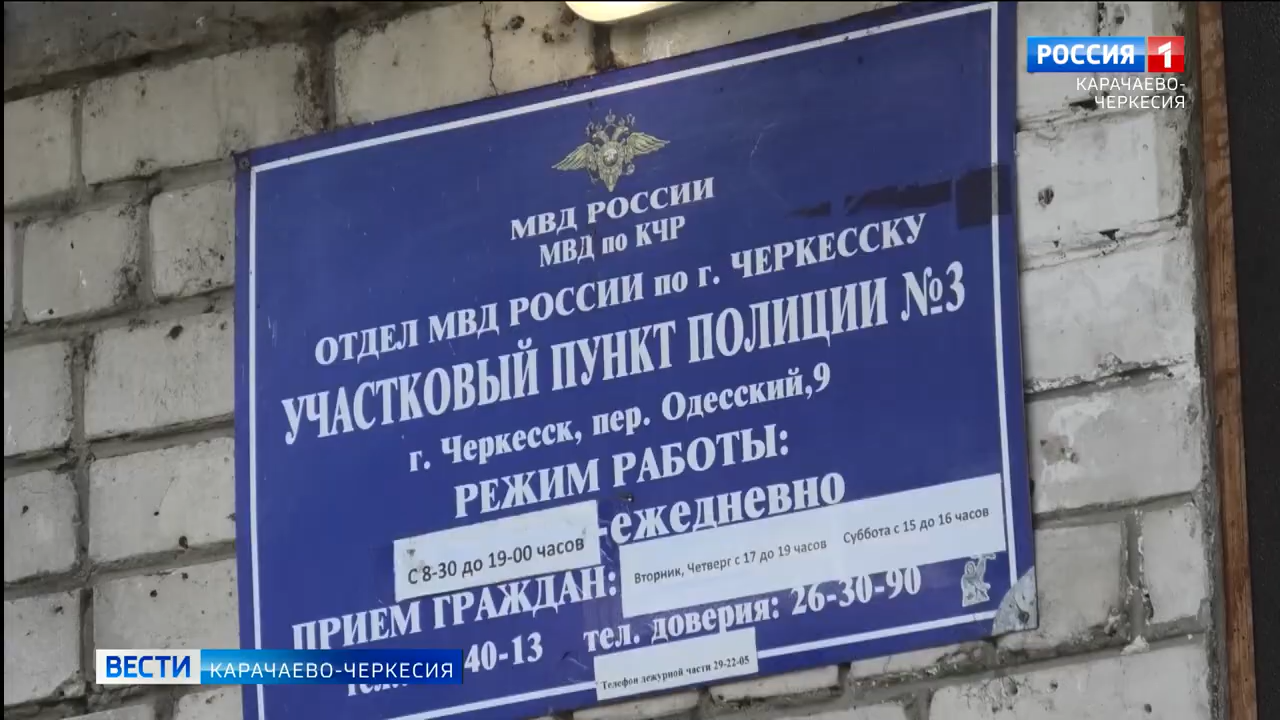 РОССИЯ 1
КАРАЧАЕВО-
ЧЕРКЕСИЯ
МВД РОССИИ
МВД по КЧР
ОТДЕЛ МВД РОССИИ по г. ЧЕРКЕССКУ
УЧАСТКОВЫЙ ПУНКТ ПОЛИЦИИ №3
г. Черкесск, пер. Одесский,9
РЕЖИМ РАБОТЫ:
С 8-30 до 19-00 часов -ежедневно
ПРИЕМ ГРАЖДАН: Вторник, Четверг с 17 до 19 часов Суббота с 15 до 16 часов
40-13 тел. доверия: 26-30-90
Телефон дежурной части 29-22-05
ВЕСТИ КАРАЧАЕВО-ЧЕРКЕСИЯ